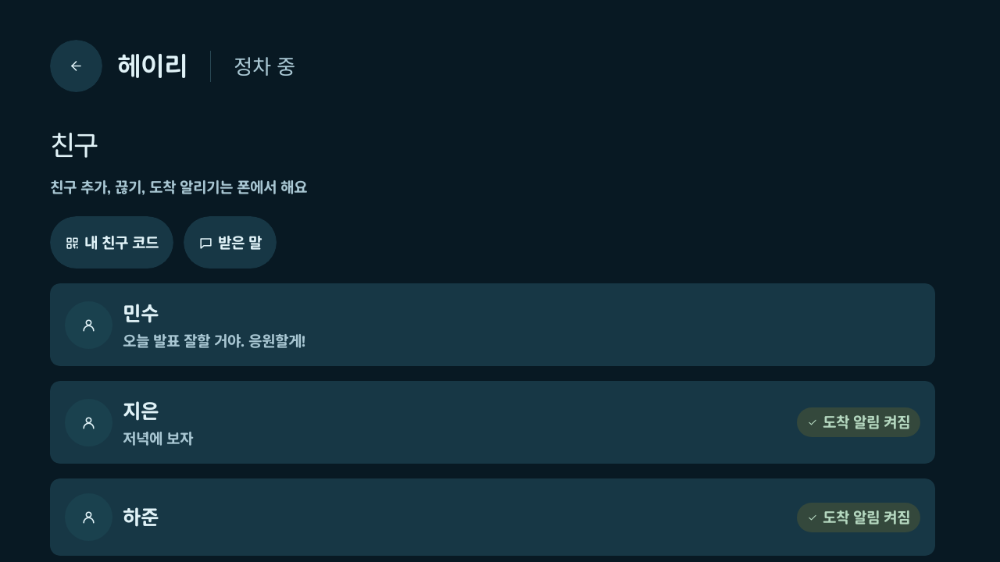 헤이리
정차 중
친구
친구 추가, 끊기, 도착 알리기는 폰에서 해요
내 친구 코드
받은 말
민수
오늘 발표 잘할 거야. 응원할게!
지은
저녁에 보자
도착 알림 켜짐
하준
도착 알림 켜짐